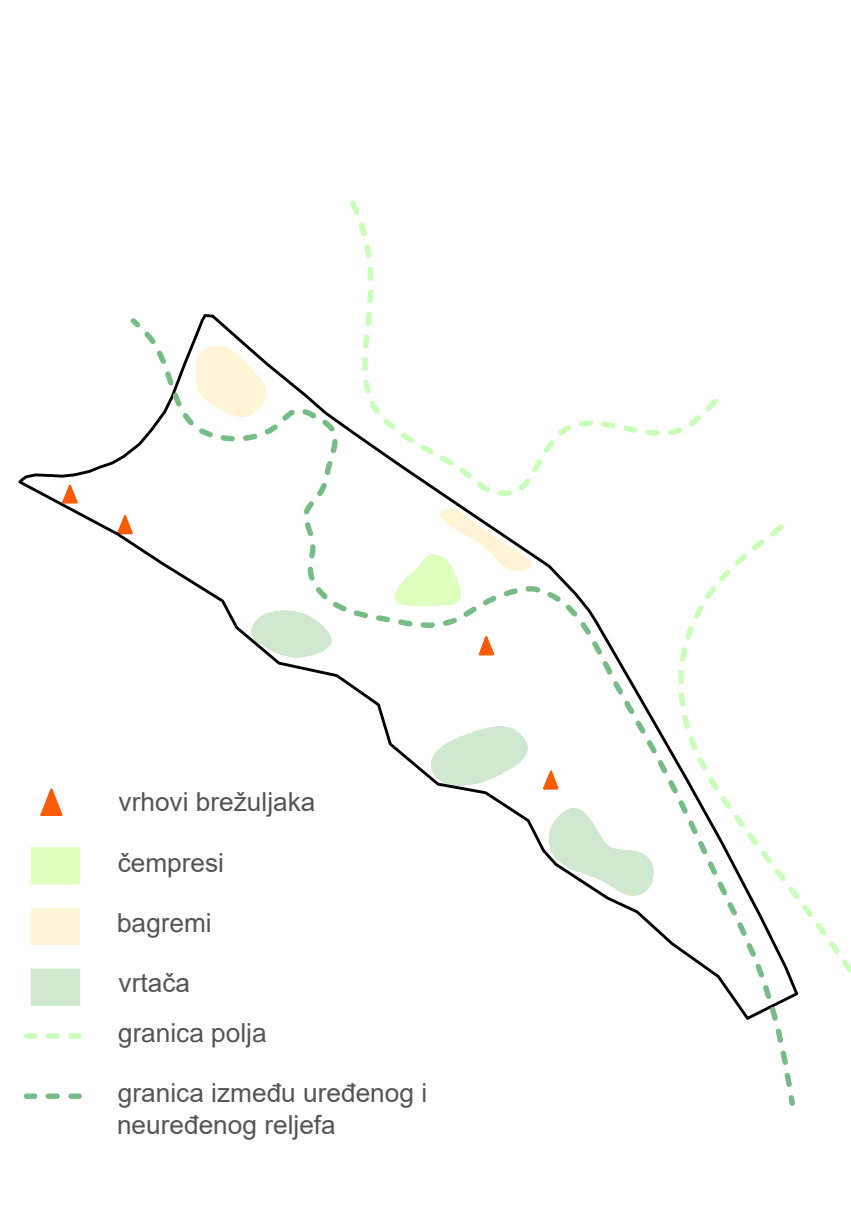 vrhovi brežuljaka
čempresi
bagremi
vrtača
granica polja
granica između uređenog i
neuređenog reljefa